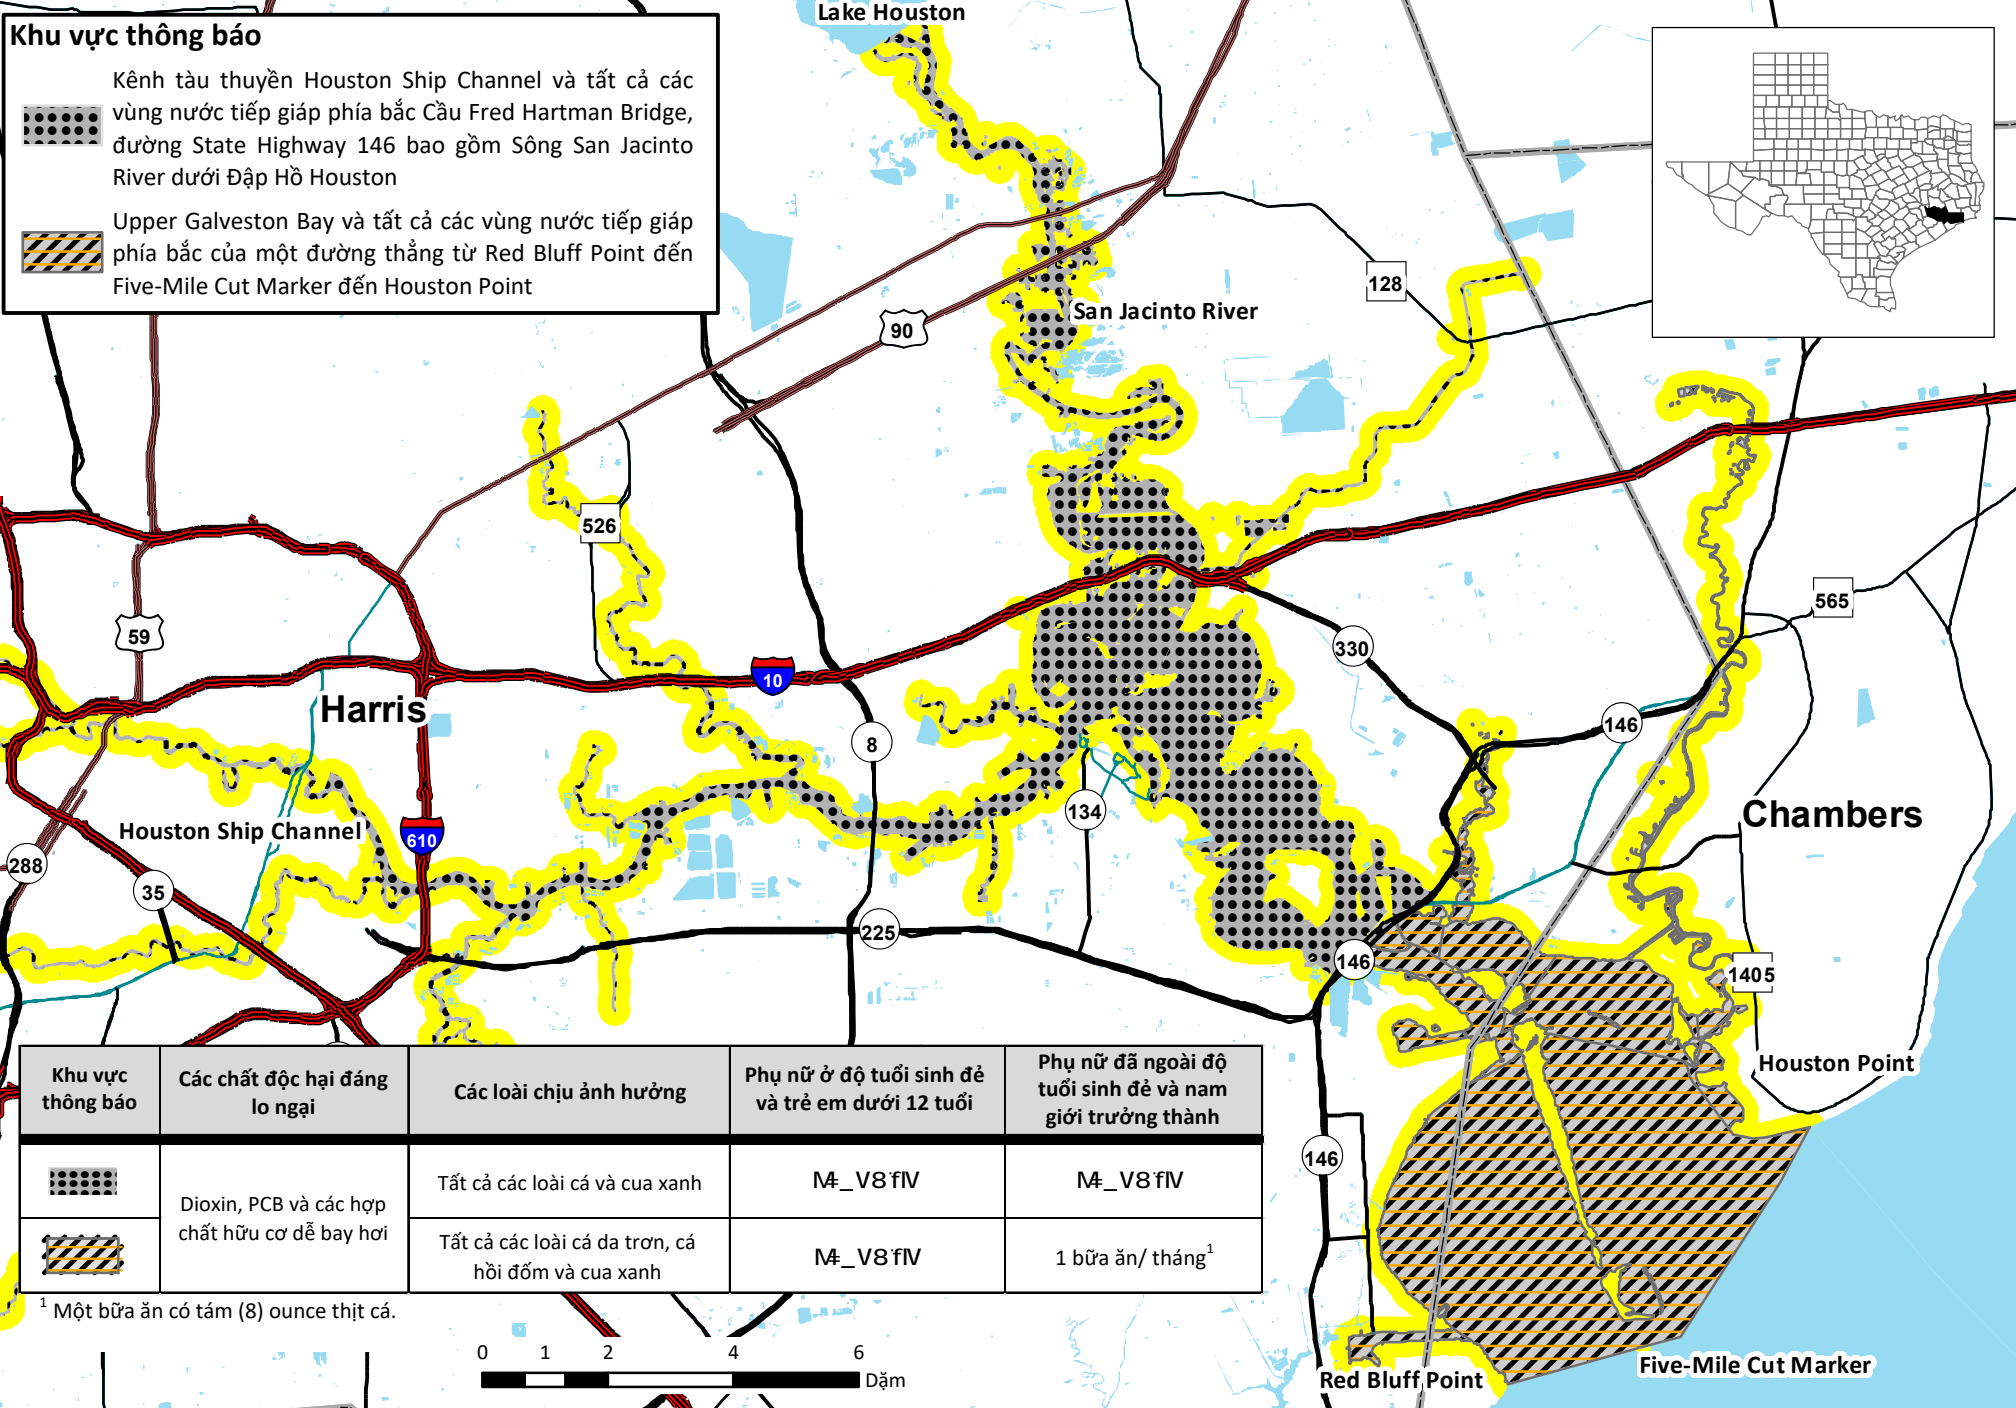 Lake Houston
Khu vực thông báo
Kênh tàu thuyền Houston Ship Channel và tất cả các
vùng nước tiếp giáp phía bắc Cầu Fred Hartman Bridge,
đường State Highway 146 bao gồm Sông San Jacinto
River dưới Đập Hồ Houston
Upper Galveston Bay và tất cả các vùng nước tiếp giáp
phía bắc của một đường thẳng từ Red Bluff Point đến
Five-Mile Cut Marker đến Houston Point
128
San Jacinto River
90
526
59
565
330
10
Harris
146
8
134
Chambers
Houston Ship Channel
610
288
35
225
146
1405
Houston Point
146
Khu vực
thông báo
Các chất độc hại đáng
lo ngại
Các loài chịu ảnh hưởng
Phụ nữ ở độ tuổi sinh đẻ
và trẻ em dưới 12 tuổi
Phụ nữ đã ngoài độ
tuổi sinh đẻ và nam
giới trưởng thành
Dioxin, PCB và các hợp
chất hữu cơ dễ bay hơi
Tất cả các loài cá và cua xanh
Tất cả các loài cá da trơn, cá
hồi đốm và cua xanh
1 bữa ăn/ tháng1
1 Một bữa ăn có tám (8) ounce thịt cá.
0 1 2 4 6
Dặm
Red Bluff Point
Five-Mile Cut Marker